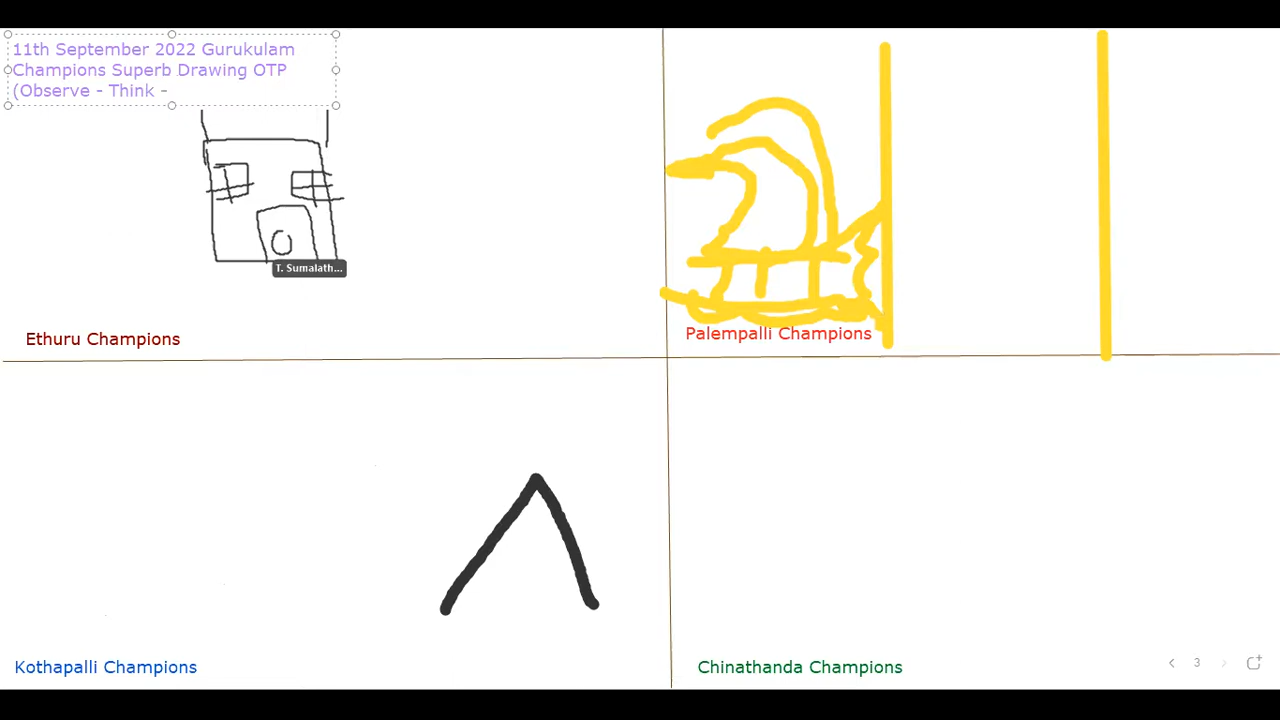 11th September 2022 Gurukulam
Champions Superb Drawing OTP
(Observe - Think -
T. Sumalath...
Ethuru Champions
Palempalli Champions
Kothapalli Champions
Chinathanda Champions
3